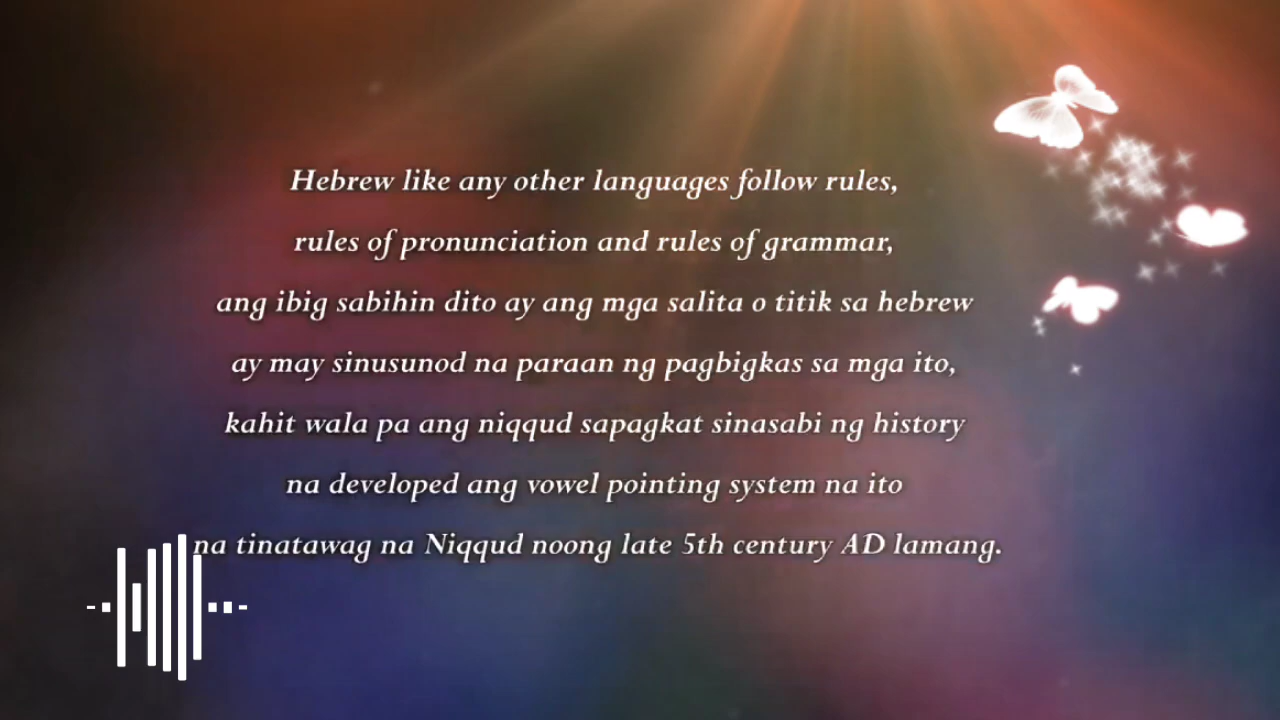 Hebrew like any other languages follow rules,
rules of pronunciation and rules of grammar,
ang ibig sabihin dito ay ang mga salita o titik sa hebrew
ay may sinusunod na paraan ng pagbigkas sa mga ito,
kahit wala pa ang niqqud sapagkat sinasabi ng history
na developed ang vowel pointing system na ito
na tinatawag na Niqqud noong late 5th century AD lamang.